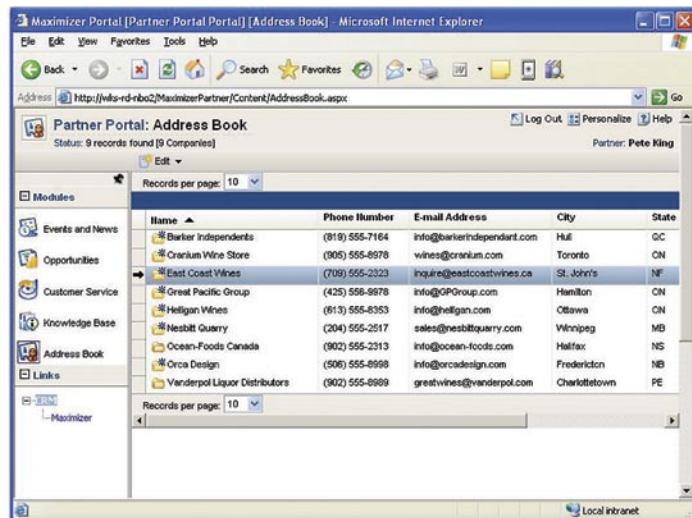 Maximizer Portal [Partner Portal Portal] [Address Book] - Microsoft Internet Explorer
File Edit View Favorites Tools Help
Back Search Favorites
Address http://wks-rd-nbo2/MaximizerPartner/Content/AddressBook.aspx Go
Partner Portal: Address Book Log Out Personalize Help
Status: 9 records found [9 Companies] Partner: Pete King
Edit
Records per page: 10
Modules
Name Phone Number E-mail Address City State
Events and News
Barker Independents (819) 555-7164 info@barkerindependant.com Hull QC
Cranium Wine Store (905) 555-8978 wines@cranium.com Toronto ON
Opportunities
East Coast Wines (709) 555-2323 inquire@eastcoastwines.ca St. John's NF
Customer Service
Great Pacific Group (425) 556-9978 info@GPGroup.com Hamilton ON
Helligan Wines (613) 555-8353 info@helligan.com Ottawa ON
Knowledge Base
Nesbitt Quarry (204) 555-2517 sales@nesbittquarry.com Winnipeg MB
Ocean-Foods Canada (902) 555-2313 info@ocean-foods.com Halifax NS
Address Book
Orca Design (506) 555-8998 info@orcadesign.com Fredericton NB
Links
Vanderpol Liquor Distributors (902) 555-8989 greatwines@vanderpol.com Charlottetown PE
CRM
Records per page: 10
Maximizer
Local intranet